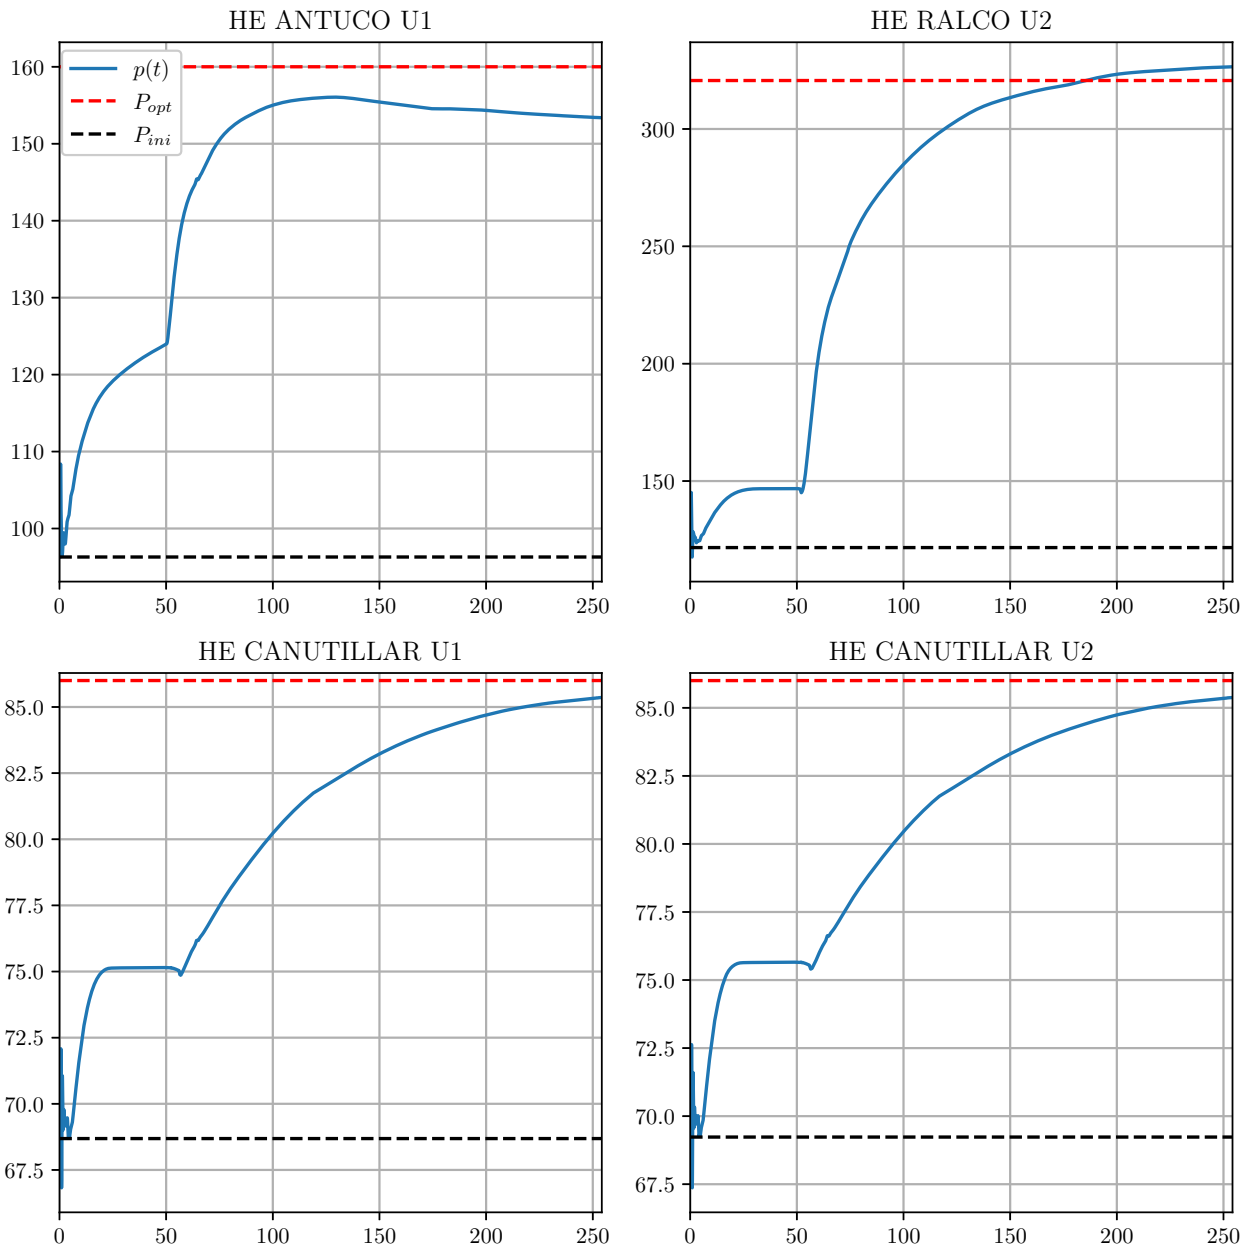 HE ANTUCO U1
160
150
140
130
120
110
100
0 50 100 150 200 250
p(t)
P_opt
P_ini
HE RALCO U2
300
250
200
150
0 50 100 150 200 250
HE CANUTILLAR U1
85.0
82.5
80.0
77.5
75.0
72.5
70.0
67.5
0 50 100 150 200 250
HE CANUTILLAR U2
85.0
82.5
80.0
77.5
75.0
72.5
70.0
67.5
0 50 100 150 200 250